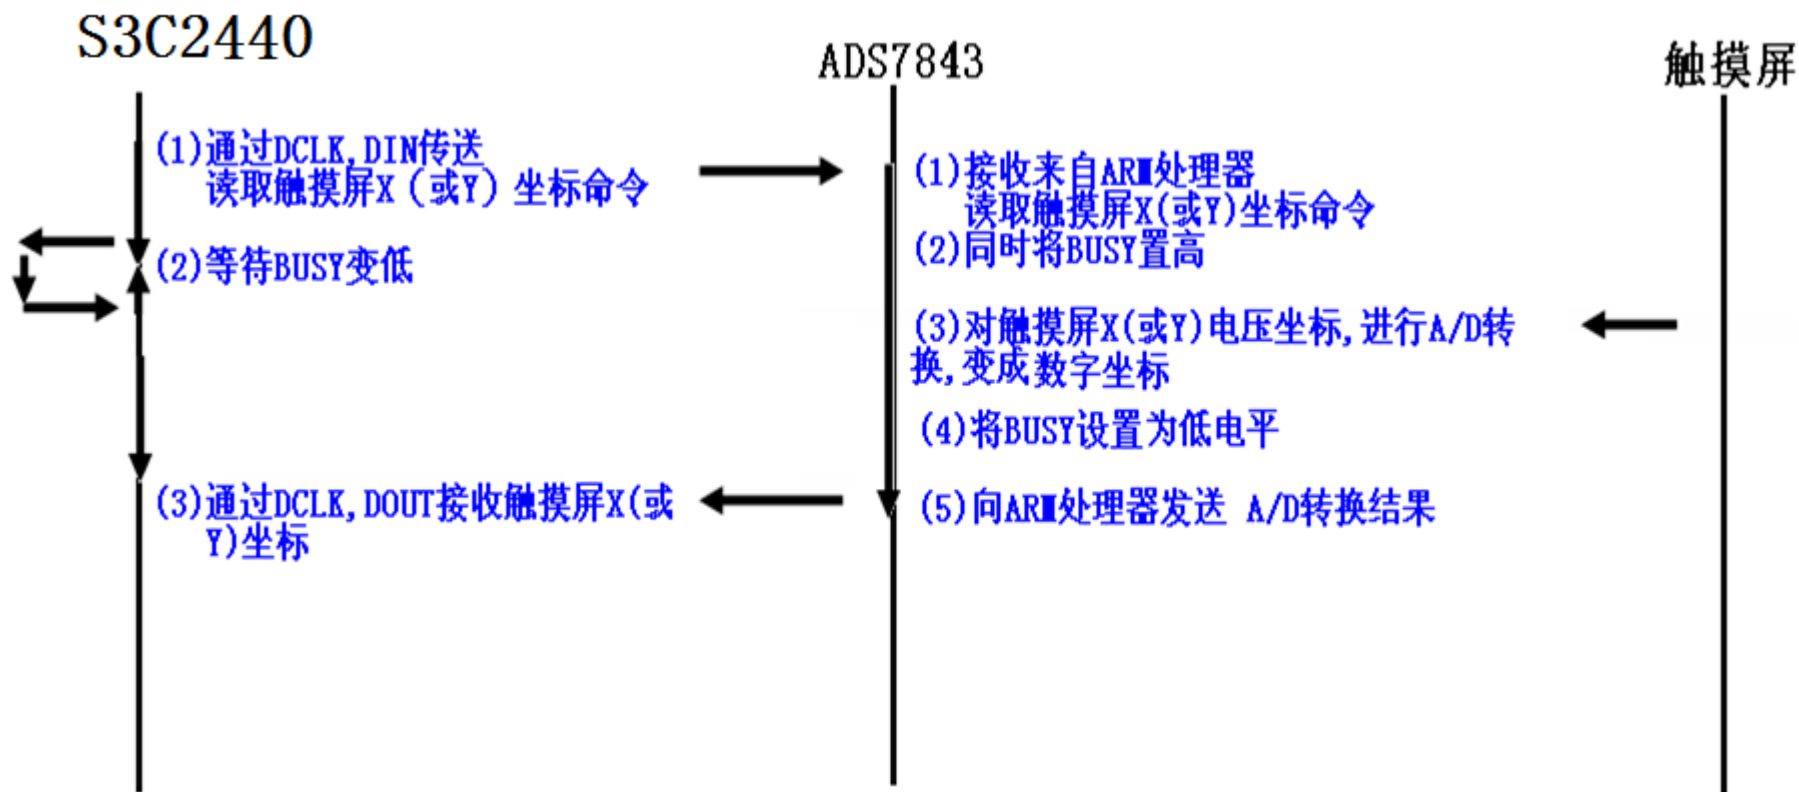 S3C2440
ADS7843
触摸屏
(1)通过DCLK,DIN传送
读取触摸屏X（或Y）坐标命令
(2)等待BUSY变低
(3)通过DCLK,DOUT接收触摸屏X(或
Y)坐标
(1)接收来自ARM处理器
读取触摸屏X(或Y)坐标命令
(2)同时将BUSY置高
(3)对触摸屏X(或Y)电压坐标,进行A/D转
换,变成数字坐标
(4)将BUSY设置为低电平
(5)向ARM处理器发送 A/D转换结果